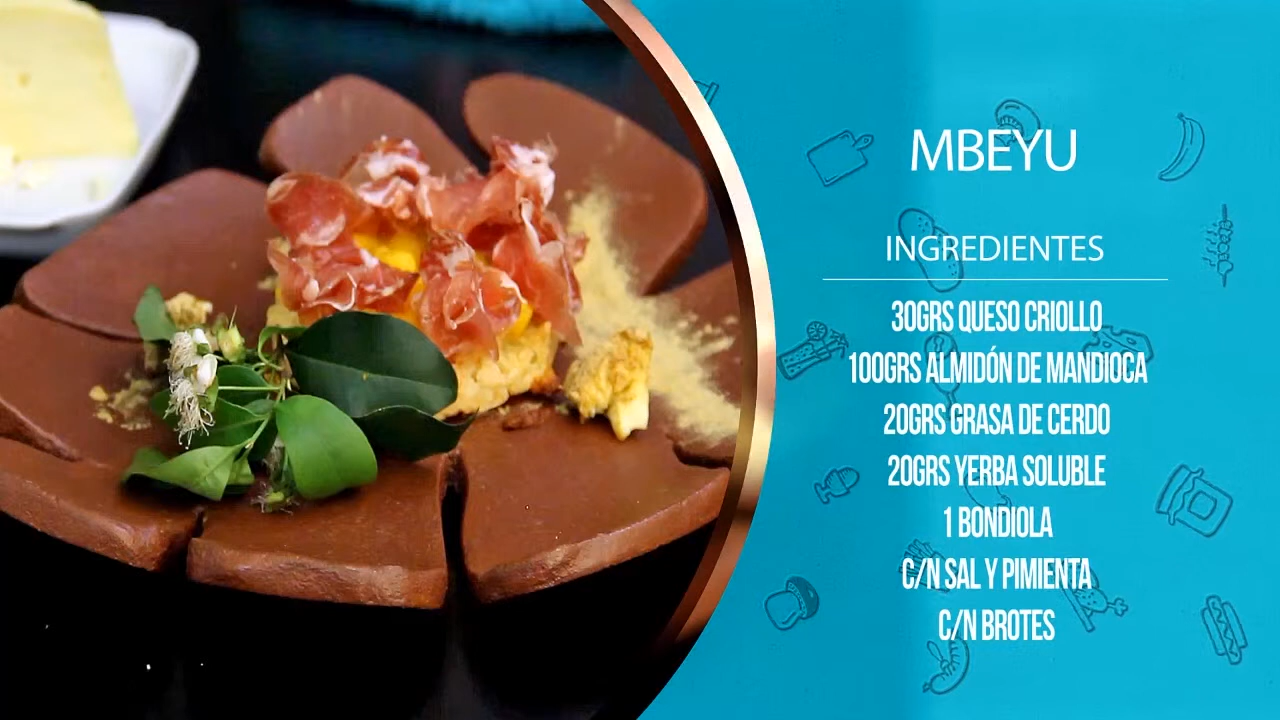 MBEYU
INGREDIENTES
30GRS QUESO CRIOLLO
100GRS ALMIDÓN DE MANDIOCA
20GRS GRASA DE CERDO
20GRS YERBA SOLUBLE
1 BONDIOLA
C/N SAL Y PIMIENTA
C/N BROTES